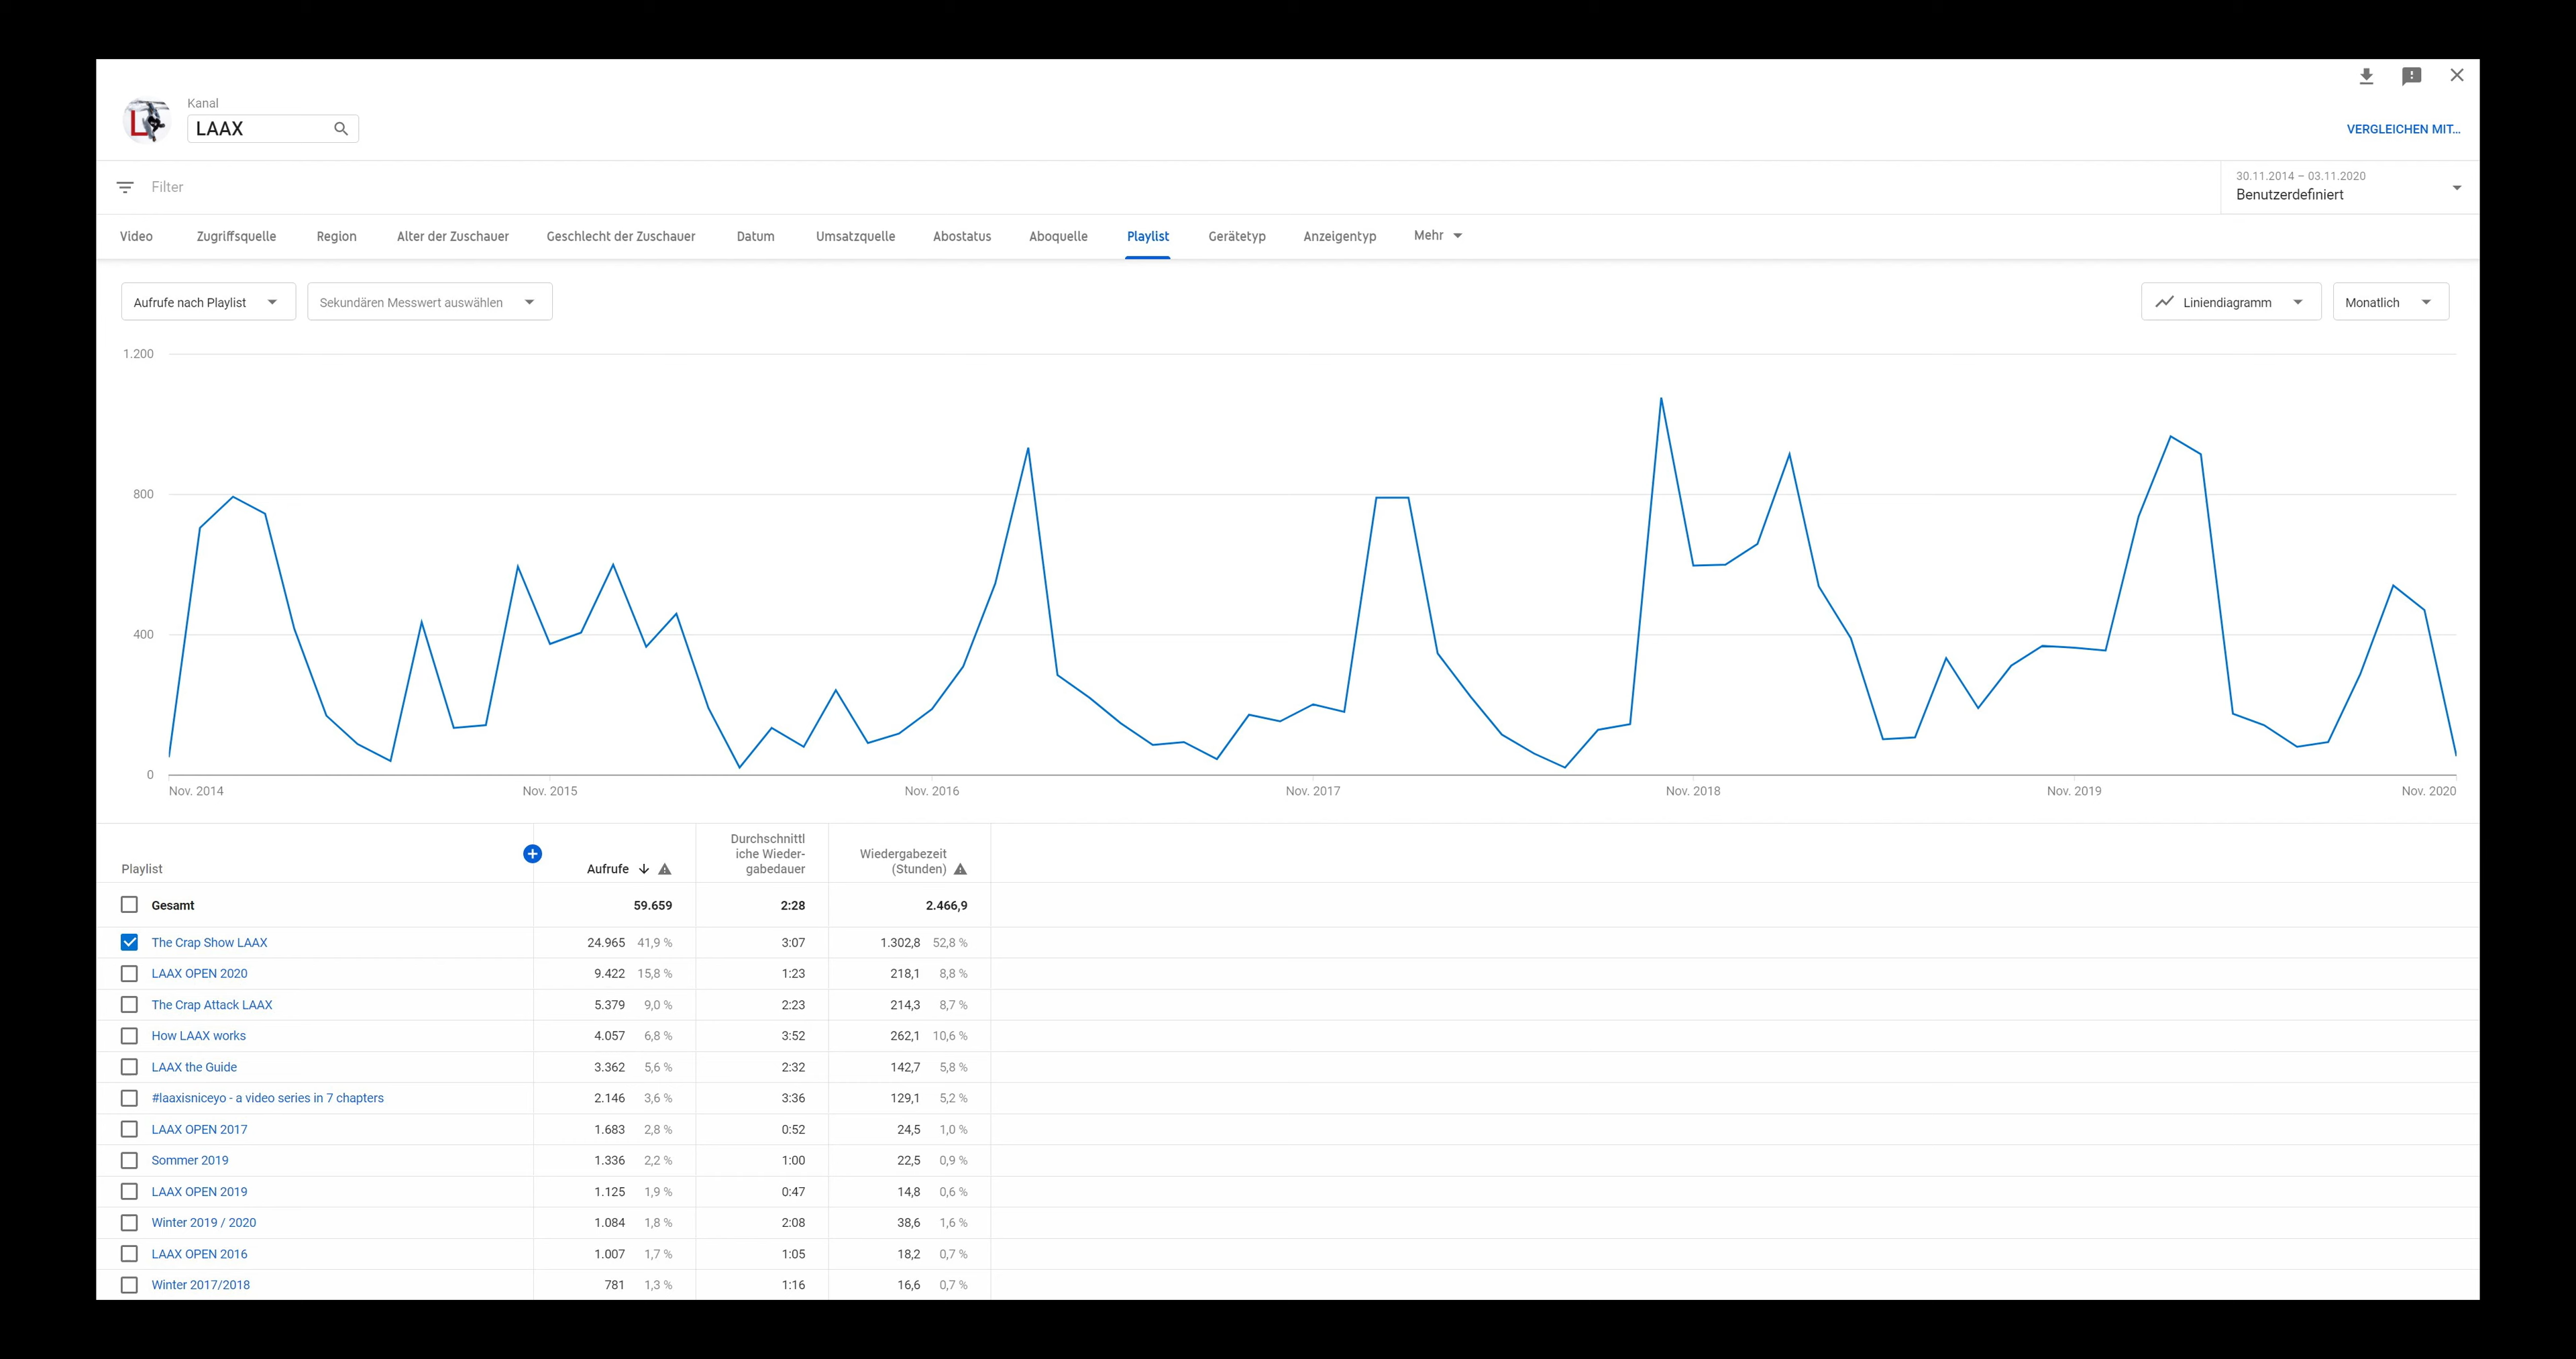 Kanal
LAAX
VERGLEICHEN MIT...
Filter
30.11.2014 – 03.11.2020
Benutzerdefiniert
Video Zugriffsquelle Region Alter der Zuschauer Geschlecht der Zuschauer Datum Umsatzquelle Abostatus Aboquelle Playlist Gerätetyp Anzeigentyp Mehr
Aufrufe nach Playlist Sekundären Messwert auswählen Liniendiagramm Monatlich
1.200
800
400
0
Nov. 2014 Nov. 2015 Nov. 2016 Nov. 2017 Nov. 2018 Nov. 2019 Nov. 2020
Playlist Aufrufe Durchschnittl
iche Wieder-
gabedauer Wiedergabezeit
(Stunden)
Gesamt 59.659 2:28 2.466,9
The Crap Show LAAX 24.965 41,9 % 3:07 1.302,8 52,8 %
LAAX OPEN 2020 9.422 15,8 % 1:23 218,1 8,8 %
The Crap Attack LAAX 5.379 9,0 % 2:23 214,3 8,7 %
How LAAX works 4.057 6,8 % 3:52 262,1 10,6 %
LAAX the Guide 3.362 5,6 % 2:32 142,7 5,8 %
#laaxisniceyo - a video series in 7 chapters 2.146 3,6 % 3:36 129,1 5,2 %
LAAX OPEN 2017 1.683 2,8 % 0:52 24,5 1,0 %
Sommer 2019 1.336 2,2 % 1:00 22,5 0,9 %
LAAX OPEN 2019 1.125 1,9 % 0:47 14,8 0,6 %
Winter 2019 / 2020 1.084 1,8 % 2:08 38,6 1,6 %
LAAX OPEN 2016 1.007 1,7 % 1:05 18,2 0,7 %
Winter 2017/2018 781 1,3 % 1:16 16,6 0,7 %